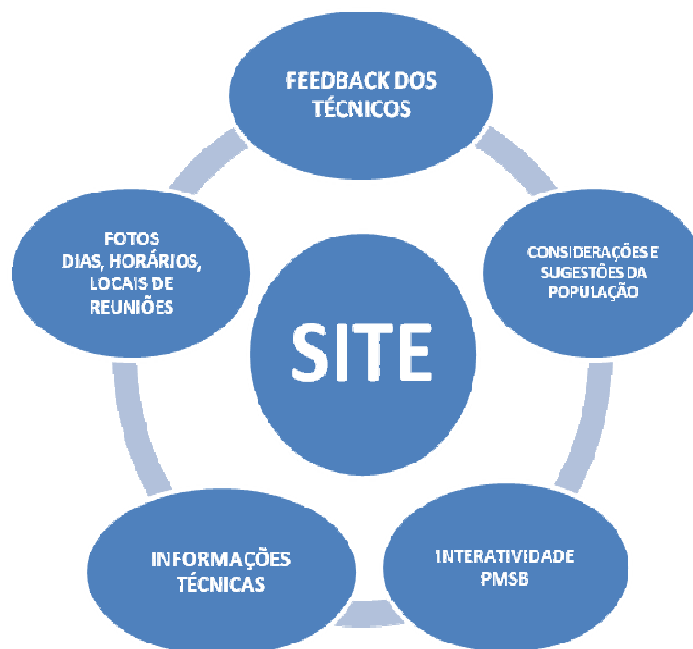 FEEDBACK DOS
TÉCNICOS
CONSIDERAÇÕES E
SUGESTÕES DA
POPULAÇÃO
INTERATIVIDADE
PMSB
INFORMAÇÕES
TÉCNICAS
FOTOS
DIAS, HORÁRIOS,
LOCAIS DE
REUNIÕES
SITE